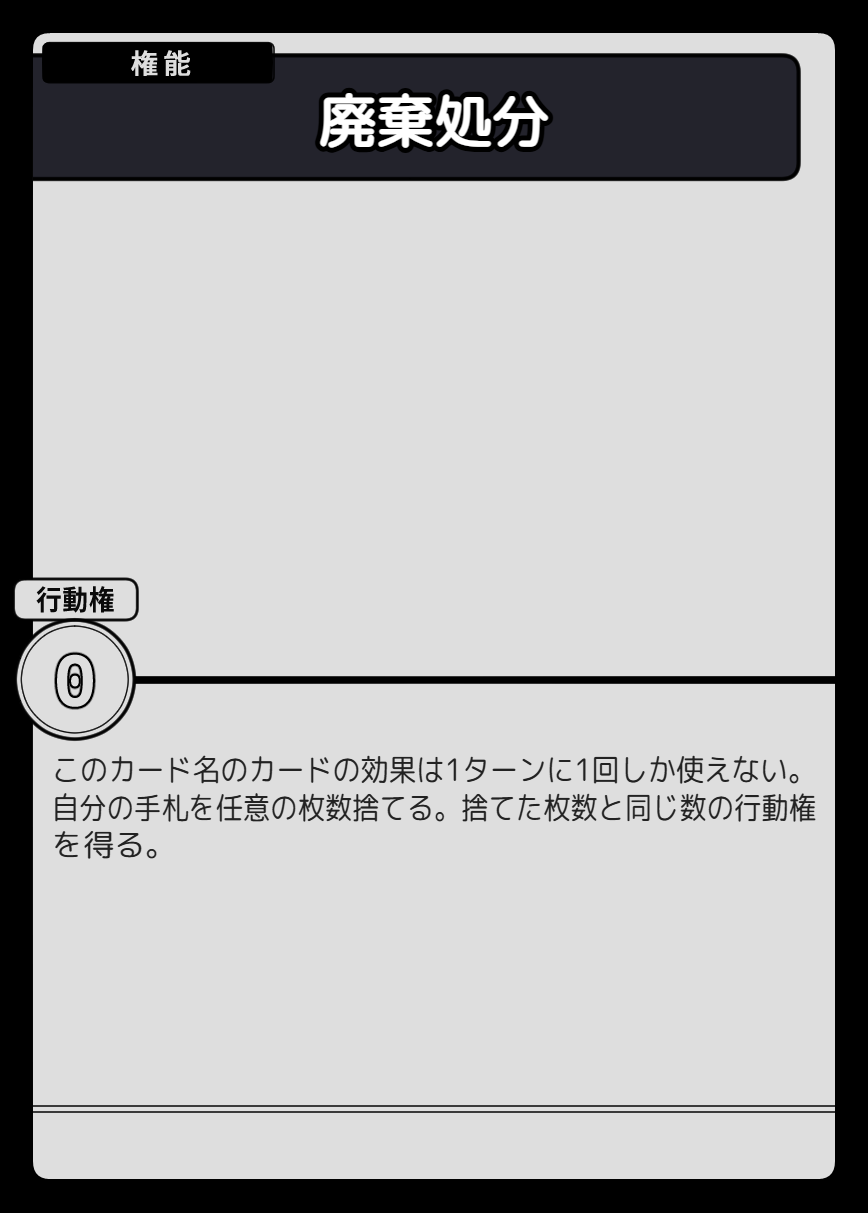 権能
廃棄処分
行動権
0
このカード名のカードの効果は1ターンに1回しか使えない。
自分の手札を任意の枚数捨てる。捨てた枚数と同じ数の行動権
を得る。